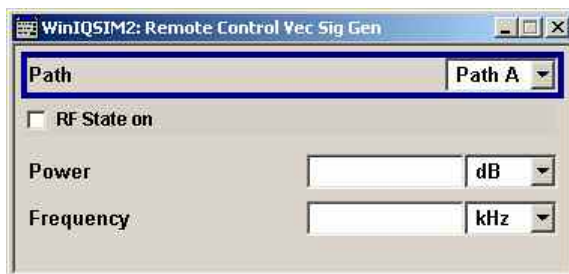 WinIQSIM2: Remote Control Vec Sig Gen
Path Path A
RF State on
Power dB
Frequency kHz